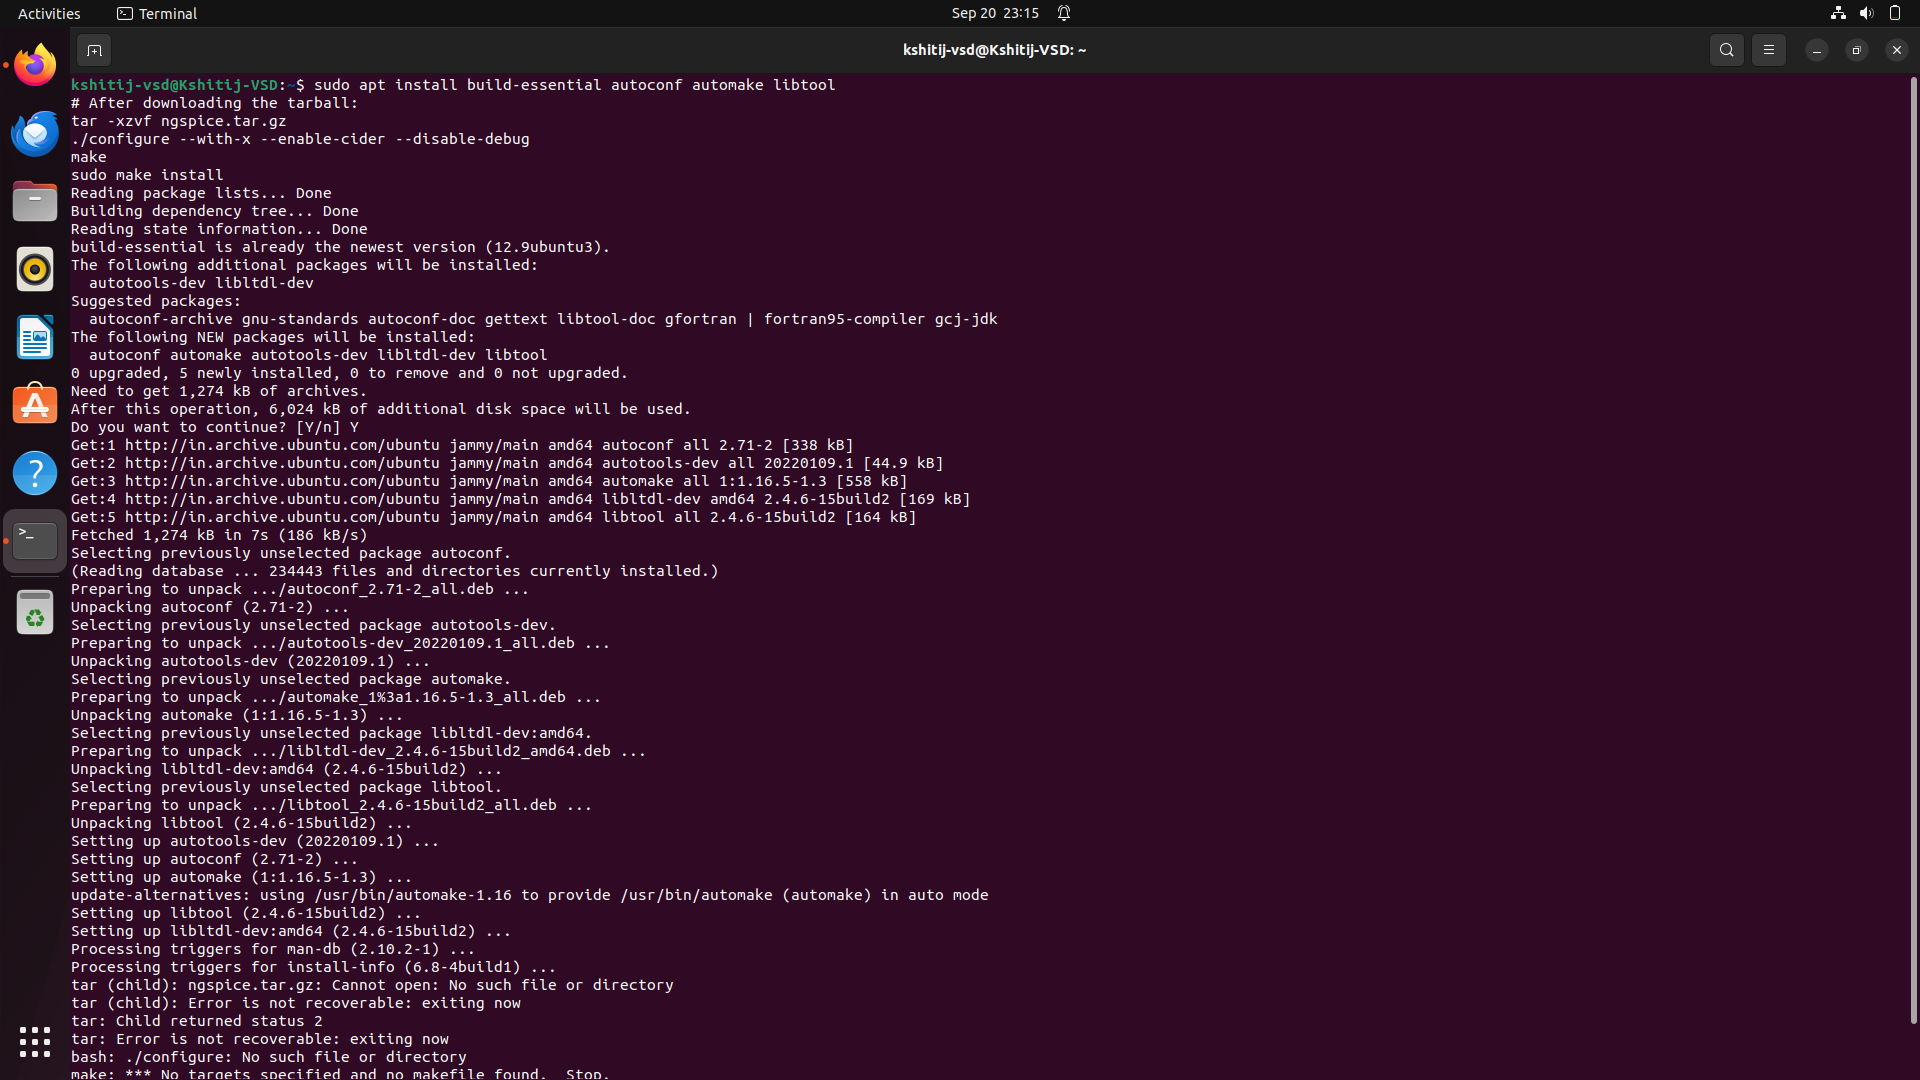 Activities
Terminal
Sep 20 23:15
kshitij-vsd@Kshitij-VSD: ~
kshitij-vsd@Kshitij-VSD:~$ sudo apt install build-essential autoconf automake libtool
# After downloading the tarball:
tar -xzvf ngspice.tar.gz
./configure --with-x --enable-cider --disable-debug
make
sudo make install
Reading package lists... Done
Building dependency tree... Done
Reading state information... Done
build-essential is already the newest version (12.9ubuntu3).
The following additional packages will be installed:
  autotools-dev libltdl-dev
Suggested packages:
  autoconf-archive gnu-standards autoconf-doc gettext libtool-doc gfortran | fortran95-compiler gcj-jdk
The following NEW packages will be installed:
  autoconf automake autotools-dev libltdl-dev libtool
0 upgraded, 5 newly installed, 0 to remove and 0 not upgraded.
Need to get 1,274 kB of archives.
After this operation, 6,024 kB of additional disk space will be used.
Do you want to continue? [Y/n] Y
Get:1 http://in.archive.ubuntu.com/ubuntu jammy/main amd64 autoconf all 2.71-2 [338 kB]
Get:2 http://in.archive.ubuntu.com/ubuntu jammy/main amd64 autotools-dev all 20220109.1 [44.9 kB]
Get:3 http://in.archive.ubuntu.com/ubuntu jammy/main amd64 automake all 1:1.16.5-1.3 [558 kB]
Get:4 http://in.archive.ubuntu.com/ubuntu jammy/main amd64 libltdl-dev amd64 2.4.6-15build2 [169 kB]
Get:5 http://in.archive.ubuntu.com/ubuntu jammy/main amd64 libtool all 2.4.6-15build2 [164 kB]
Fetched 1,274 kB in 7s (186 kB/s)
Selecting previously unselected package autoconf.
(Reading database ... 234443 files and directories currently installed.)
Preparing to unpack .../autoconf_2.71-2_all.deb ...
Unpacking autoconf (2.71-2) ...
Selecting previously unselected package autotools-dev.
Preparing to unpack .../autotools-dev_20220109.1_all.deb ...
Unpacking autotools-dev (20220109.1) ...
Selecting previously unselected package automake.
Preparing to unpack .../automake_1%3a1.16.5-1.3_all.deb ...
Unpacking automake (1:1.16.5-1.3) ...
Selecting previously unselected package libltdl-dev:amd64.
Preparing to unpack .../libltdl-dev_2.4.6-15build2_amd64.deb ...
Unpacking libltdl-dev:amd64 (2.4.6-15build2) ...
Selecting previously unselected package libtool.
Preparing to unpack .../libtool_2.4.6-15build2_all.deb ...
Unpacking libtool (2.4.6-15build2) ...
Setting up autotools-dev (20220109.1) ...
Setting up autoconf (2.71-2) ...
Setting up automake (1:1.16.5-1.3) ...
update-alternatives: using /usr/bin/automake-1.16 to provide /usr/bin/automake (automake) in auto mode
Setting up libtool (2.4.6-15build2) ...
Setting up libltdl-dev:amd64 (2.4.6-15build2) ...
Processing triggers for man-db (2.10.2-1) ...
Processing triggers for install-info (6.8-4build1) ...
tar (child): ngspice.tar.gz: Cannot open: No such file or directory
tar (child): Error is not recoverable: exiting now
tar: Child returned status 2
tar: Error is not recoverable: exiting now
bash: ./configure: No such file or directory
make: *** No targets specified and no makefile found.  Stop.